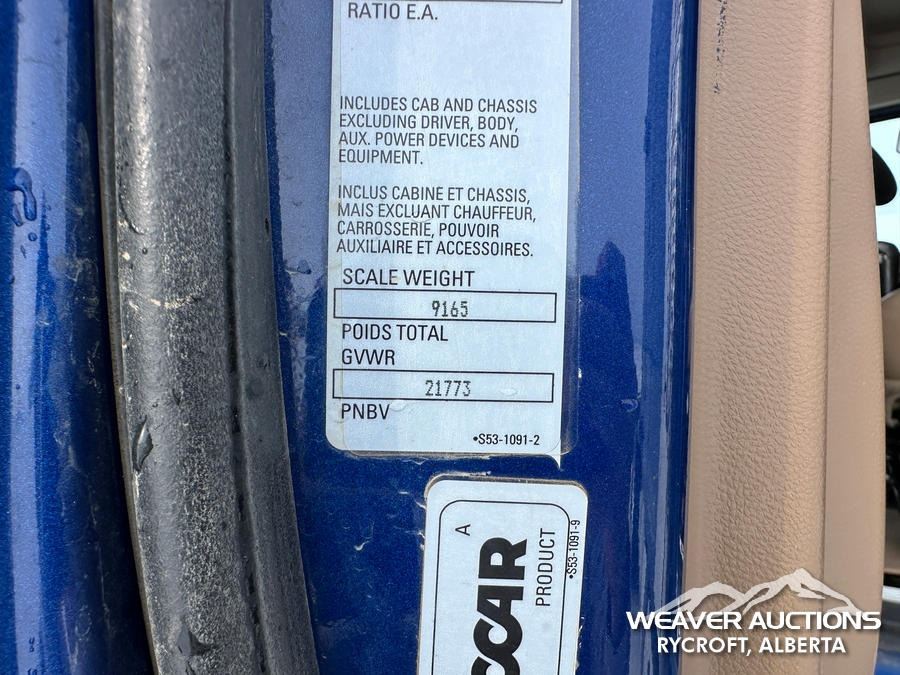 RATIO E.A.
INCLUDES CAB AND CHASSIS
EXCLUDING DRIVER, BODY,
AUX. POWER DEVICES AND
EQUIPMENT.
INCLUS CABINE ET CHASSIS,
MAIS EXCLUANT CHAUFFEUR,
CARROSSERIE, POUVOIR
AUXILIAIRE ET ACCESSOIRES.
SCALE WEIGHT
9165
POIDS TOTAL
GVWR
21773
PNBV
•S53-1091-2
A
CCAR
PRODUCT
•S53-1091-9
WEAVER AUCTIONS
RYCROFT, ALBERTA